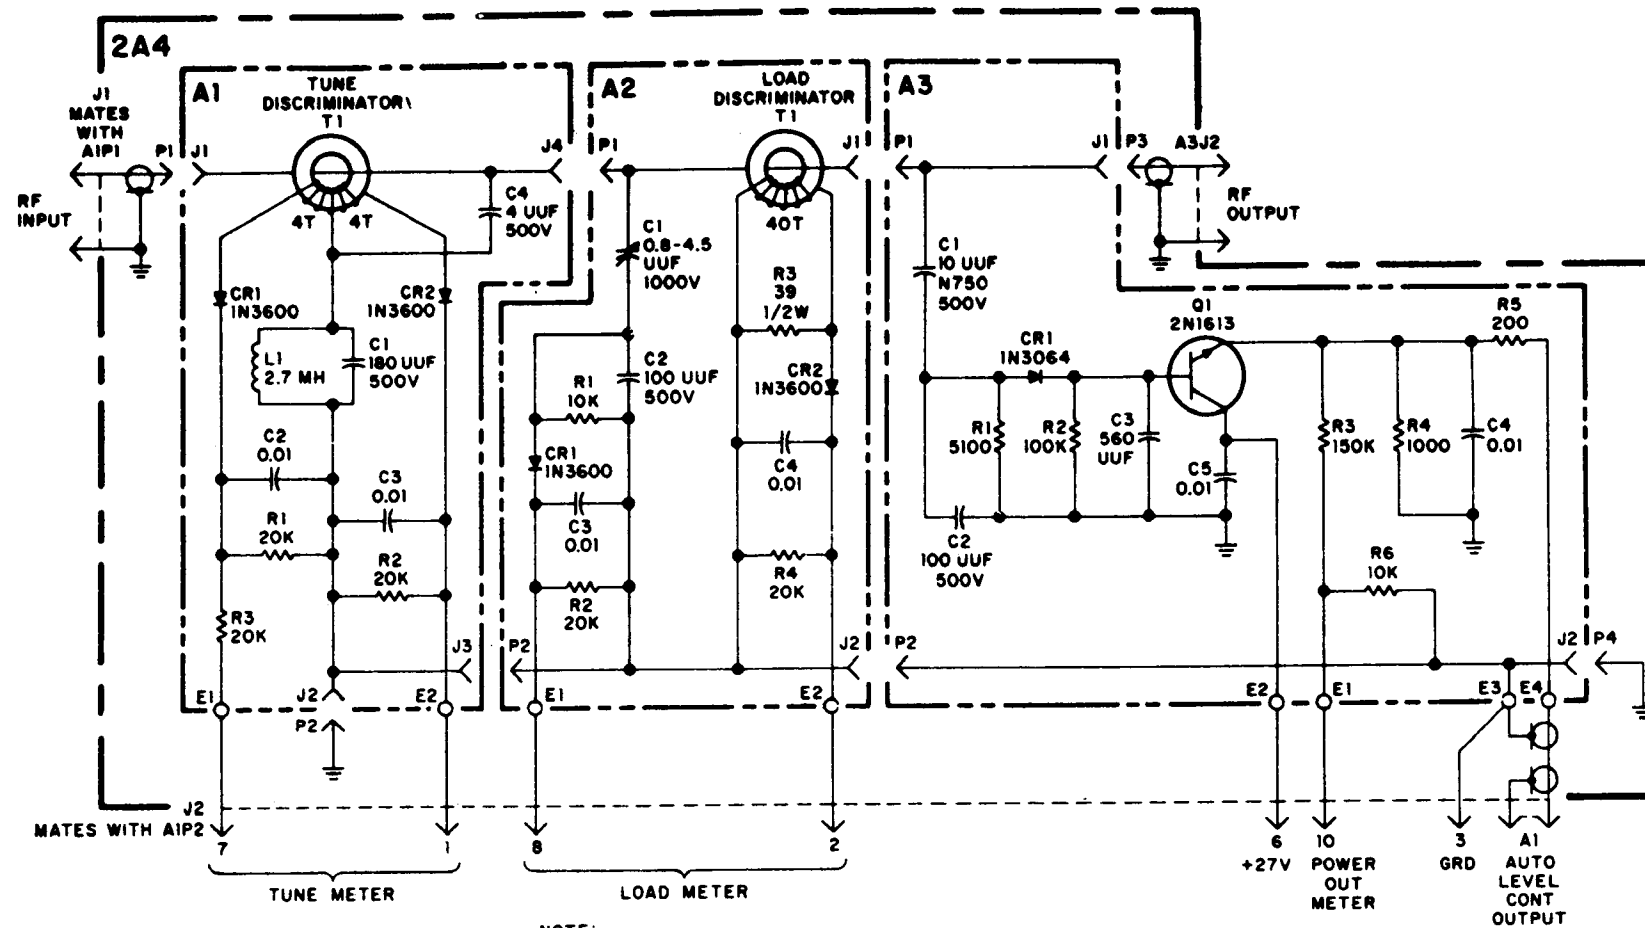 2A4
J1
MATES
WITH
A1P1
P1
RF
INPUT
A1
TUNE
DISCRIMINATOR
T1
J1
J4
4T
4T
C4
4 UUF
500V
CR1
1N3600
CR2
1N3600
L1
2.7 MH
C1
180 UUF
500V
C2
0.01
C3
0.01
R1
20K
R2
20K
R3
20K
J3
E1
J2
E2
P2
A2
LOAD
DISCRIMINATOR
T1
P1
J1
40T
C1
0.8-4.5
UUF
1000V
R3
39
1/2W
C2
100 UUF
500V
CR2
1N3600
R1
10K
CR1
1N3600
C4
0.01
C3
0.01
R4
20K
R2
20K
P2
J2
E1
E2
A3
P1
J1
P3
A3J2
RF
OUTPUT
C1
10 UUF
N750
500V
Q1
2N1613
R5
200
CR1
1N3064
R1
5100
R2
100K
C3
560
UUF
C5
0.01
R3
150K
R4
1000
C4
0.01
C2
100 UUF
500V
R6
10K
P2
J2
P4
E2
E1
E3
E4
J2
MATES WITH A1P2
7
1
8
2
6
10
3
A1
TUNE METER
LOAD METER
+27V
POWER
OUT
METER
GRD
AUTO
LEVEL
CONT
OUTPUT
NOTE: